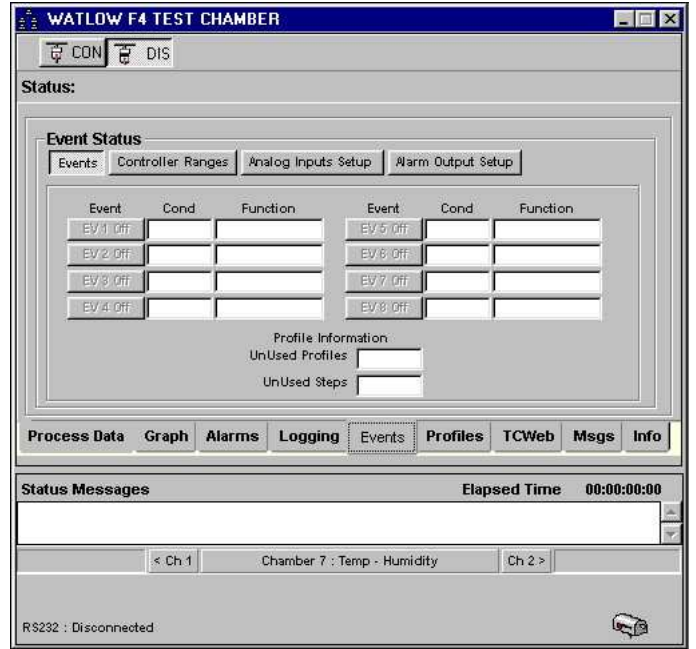 WATLOW F4 TEST CHAMBER
CON DIS
Status:
Event Status
Events Controller Ranges Analog Inputs Setup Alarm Output Setup
Event Cond Function Event Cond Function
EV 1 Off EV 5 Off
EV 2 Off EV 6 Off
EV 3 Off EV 7 Off
EV 4 Off EV 8 Off
Profile Information
UnUsed Profiles
UnUsed Steps
Process Data Graph Alarms Logging Events Profiles TCWeb Msgs Info
Status Messages Elapsed Time 00:00:00:00
< Ch 1 Chamber 7 : Temp - Humidity Ch 2 >
RS232 : Disconnected